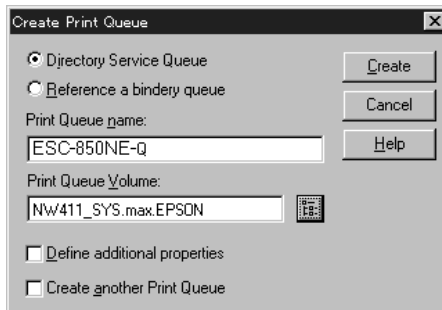 Create Print Queue
Directory Service Queue
Reference a bindery queue
Print Queue name:
ESC-850NE-Q
Print Queue Volume:
NW411_SYS.max.EPSON
Define additional properties
Create another Print Queue
Create
Cancel
Help